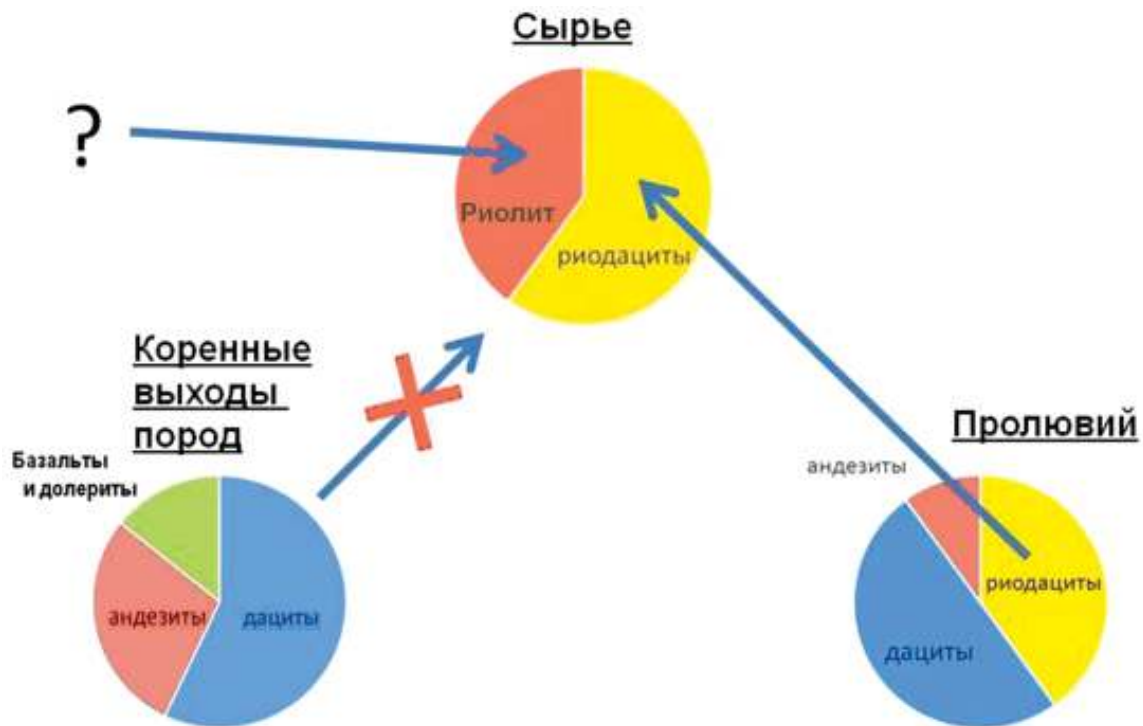 Сырье
?
Риолит
риодациты
Коренные
выходы
пород
Пролювий
Базальты
и долериты
андезиты
андезиты
дациты
риодациты
дациты